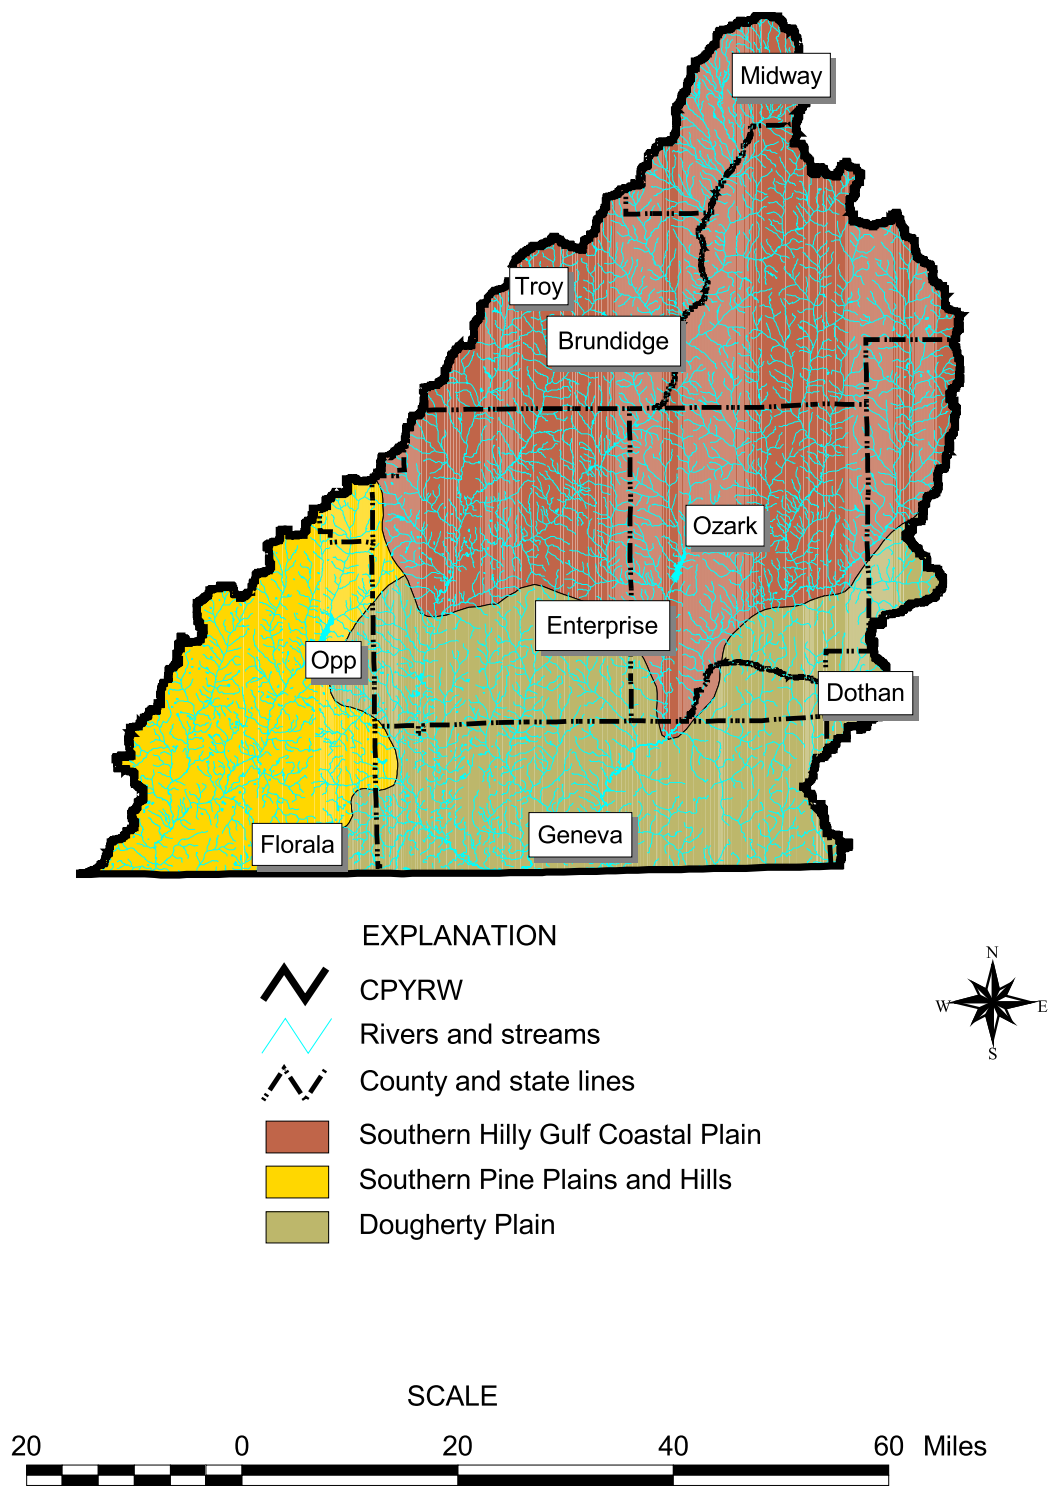 Midway
Troy
Brundidge
Ozark
Enterprise
Opp
Dothan
Geneva
Florala
EXPLANATION
CPYRW
Rivers and streams
County and state lines
Southern Hilly Gulf Coastal Plain
Southern Pine Plains and Hills
Dougherty Plain
N
W E
S
SCALE
20 0 20 40 60 Miles